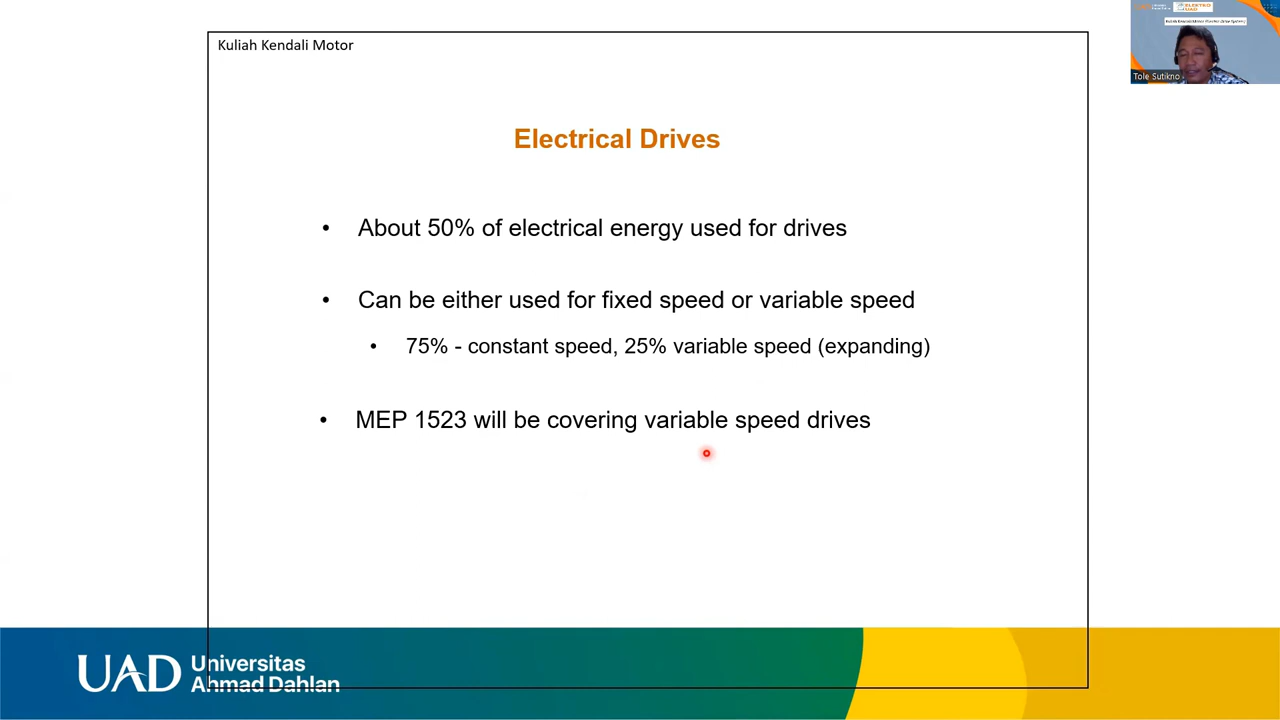 Kuliah Kendali Motor
Tole Sutikno
Electrical Drives
• About 50% of electrical energy used for drives
• Can be either used for fixed speed or variable speed
• 75% - constant speed, 25% variable speed (expanding)
• MEP 1523 will be covering variable speed drives
UAD Universitas
Ahmad Dahlan